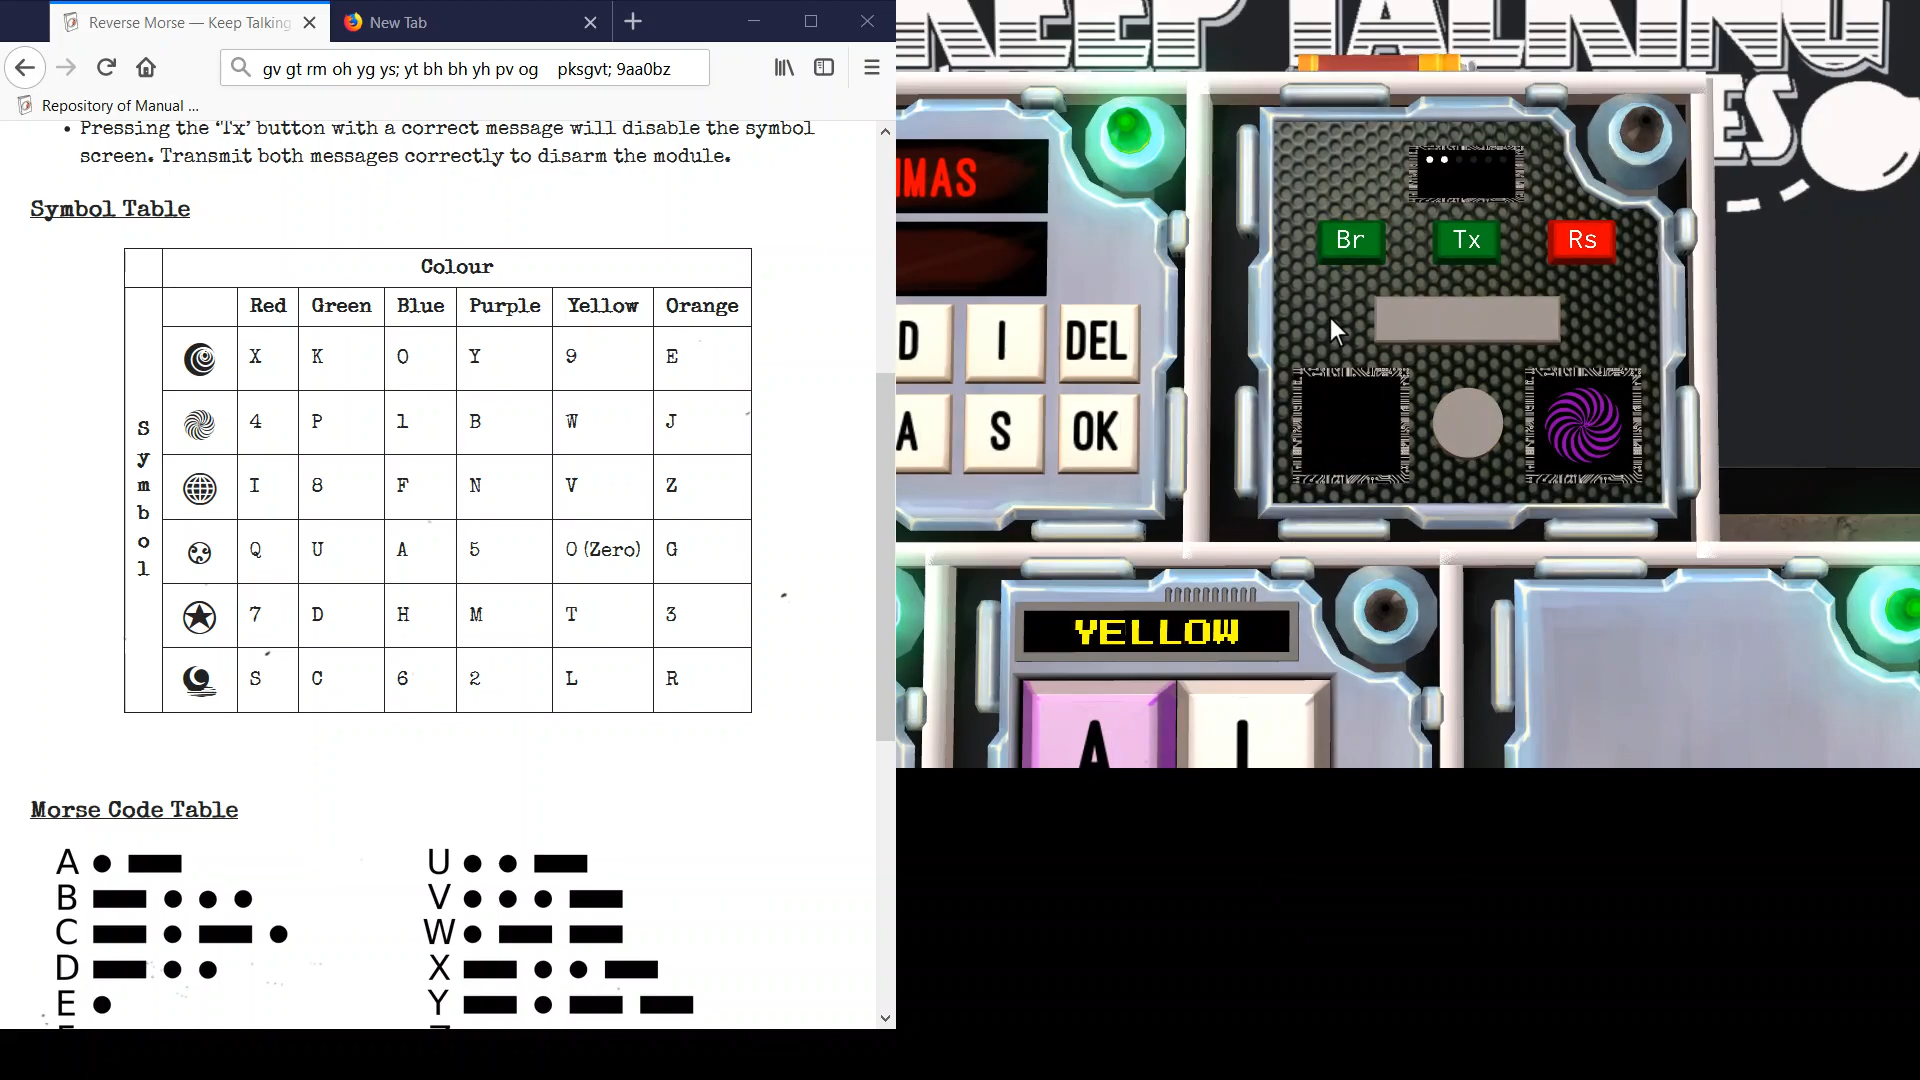 Reverse Morse — Keep Talking
New Tab
gv gt rm oh yg ys; yt bh bh yh pv og pksgvt; 9aa0bz
Repository of Manual ...
• Pressing the ‘Tx’ button with a correct message will disable the symbol
screen. Transmit both messages correctly to disarm the module.
Symbol Table
Colour
Red Green Blue Purple Yellow Orange
X K O Y 9 E
4 P 1 B W J
I 8 F N V Z
Q U A 5 0 (Zero) G
7 D H M T 3
S C 6 2 L R
Symbol
Morse Code Table
A U
B V
C W
D X
E Y
KEEP TALKING
ES
MAS
D I DEL
A S OK
Br Tx Rs
YELLOW
A I